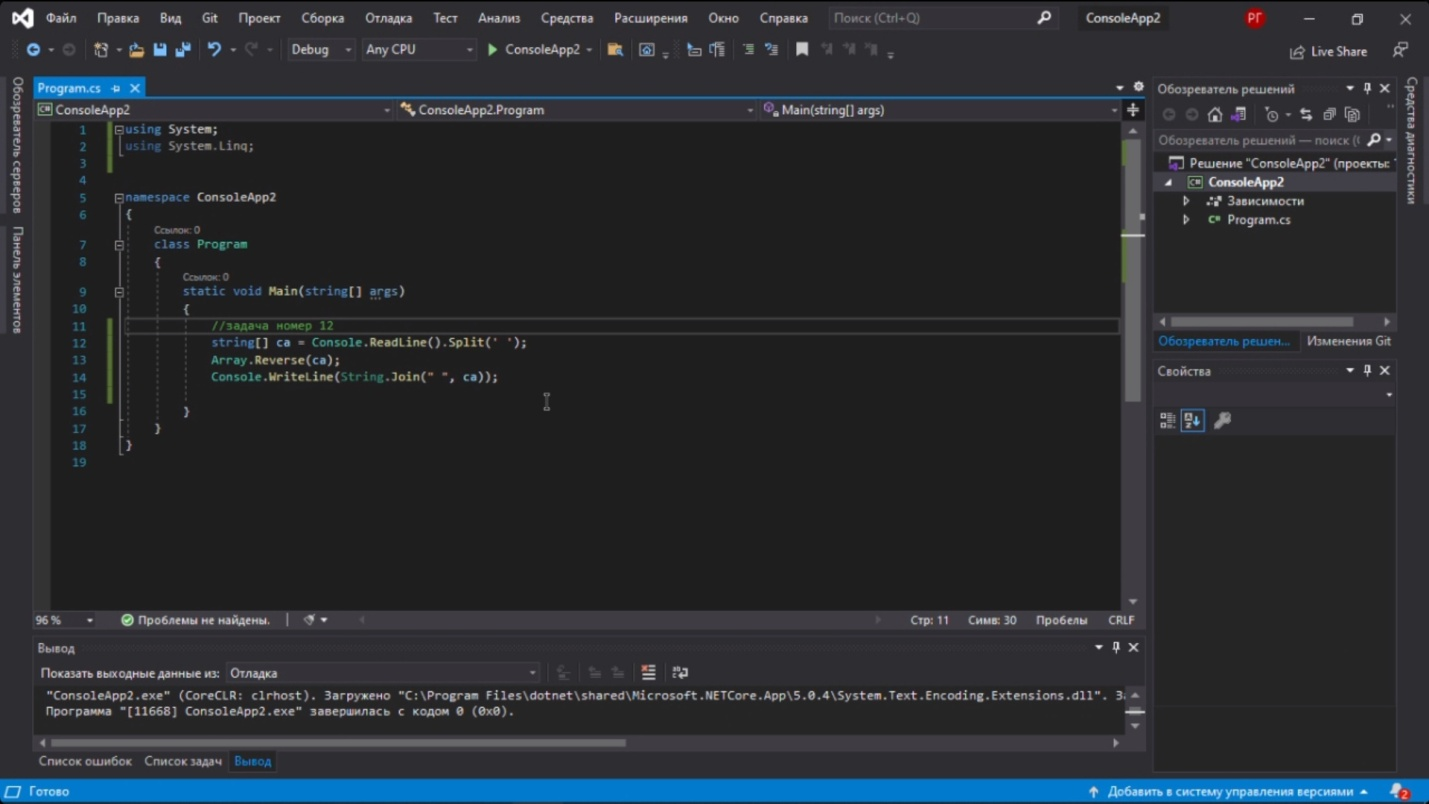 Файл Правка Вид Git Проект Сборка Отладка Тест Анализ Средства Расширения Окно Справка Поиск (Ctrl+Q) ConsoleApp2 РГ
Debug Any CPU ConsoleApp2 Live Share
Обозреватель серверов
Панель элементов
Program.cs
ConsoleApp2 ConsoleApp2.Program Main(string[] args)
1 using System;
2 using System.Linq;
3
4
5 namespace ConsoleApp2
6 {
Ссылок: 0
7 class Program
8 {
Ссылок: 0
9 static void Main(string[] args)
10 {
11 //задача номер 12
12 string[] ca = Console.ReadLine().Split(' ');
13 Array.Reverse(ca);
14 Console.WriteLine(String.Join(" ", ca));
15
16 }
17 }
18 }
19
96 % Проблемы не найдены. Стр: 11 Симв: 30 Пробелы CRLF
Вывод
Показать выходные данные из: Отладка
"ConsoleApp2.exe" (CoreCLR: clrhost). Загружено "C:\Program Files\dotnet\shared\Microsoft.NETCore.App\5.0.4\System.Text.Encoding.Extensions.dll". За
Программа "[11668] ConsoleApp2.exe" завершилась с кодом 0 (0x0).
Список ошибок Список задач Вывод
Обозреватель решений
Обозреватель решений — поиск (
Решение "ConsoleApp2" (проекты:
ConsoleApp2
Зависимости
C# Program.cs
Обозреватель решен... Изменения Git
Свойства
Средства диагностики
Готово Добавить в систему управления версиями 2